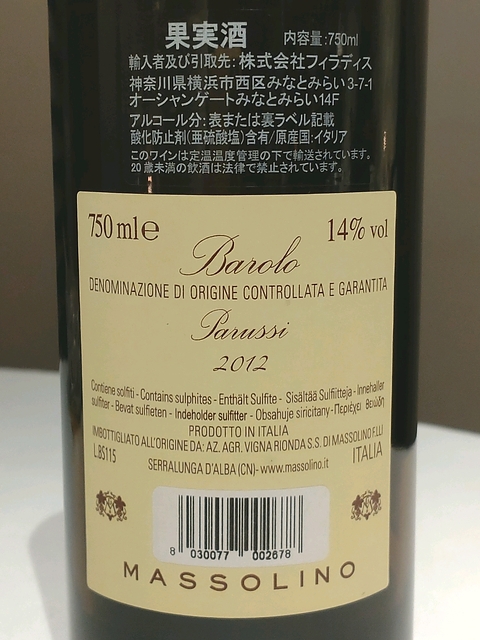 果実酒 内容量:750ml
輸入者及び引取先:株式会社フィラディス
神奈川県横浜市西区みなとみらい3-7-1
オーシャンゲートみなとみらい14F
アルコール分:表または裏ラベル記載
酸化防止剤(亜硫酸塩)含有/原産国:イタリア
このワインは定温温度管理の下で輸送されています。
20歳未満の飲酒は法律で禁止されています。
750 ml e 14% vol
Barolo
DENOMINAZIONE DI ORIGINE CONTROLLATA E GARANTITA
Parussi
2012
Contiene solfiti - Contains sulphites - Enthält Sulfite - Sisältää Sulfiitteja - Inneháller
sulfiter - Bevat sulfieten - Indeholder sulfitter - Obsahuje siricitany - Περιέχει θειώδη
PRODOTTO IN ITALIA
IMBOTTIGLIATO ALL'ORIGINE DA: AZ. AGR. VIGNA RIONDA S.S. DI MASSOLINO F.LLI
L.BS115 ITALIA
SERRALUNGA D'ALBA (CN)- www.massolino.it
8 030077 002678
MASSOLINO